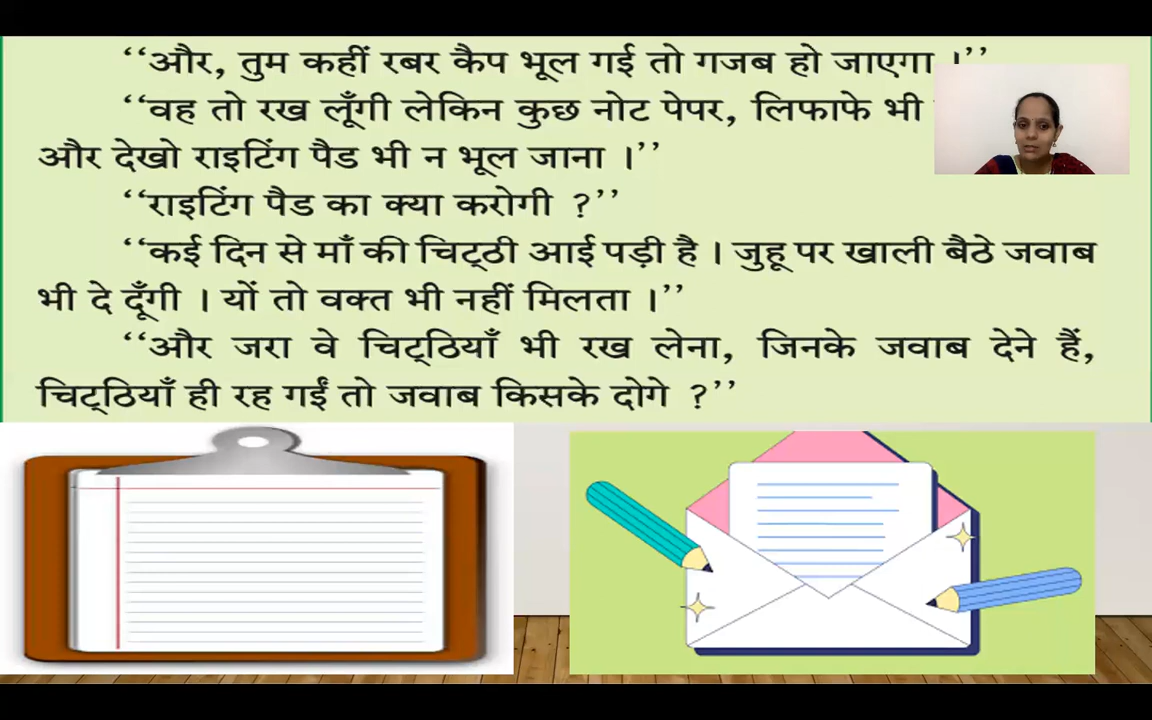 ‘‘और, तुम कहीं रबर कैप भूल गई तो गजब हो जाएगा ।’’
‘‘वह तो रख लूँगी लेकिन कुछ नोट पेपर, लिफाफे भी
और देखो राइटिंग पैड भी न भूल जाना ।’’
‘‘राइटिंग पैड का क्या करोगी ?’’
‘‘कई दिन से माँ की चिट्ठी आई पड़ी है । जुहू पर खाली बैठे जवाब
भी दे दूँगी । यों तो वक्त भी नहीं मिलता ।’’
‘‘और जरा वे चिट्ठियाँ भी रख लेना, जिनके जवाब देने हैं,
चिट्ठियाँ ही रह गईं तो जवाब किसके दोगे ?’’